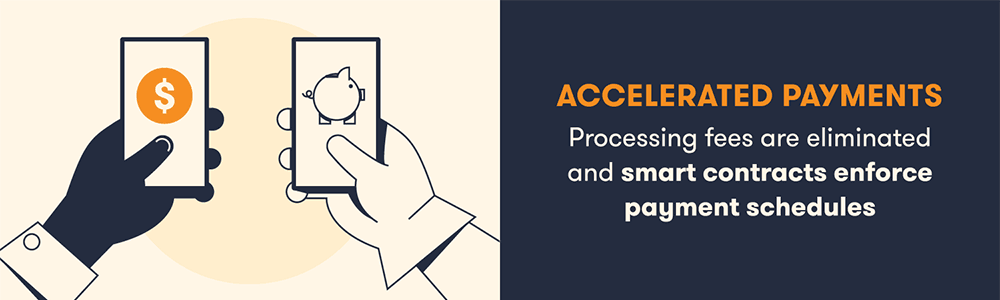 $
ACCELERATED PAYMENTS
Processing fees are eliminated
and smart contracts enforce
payment schedules